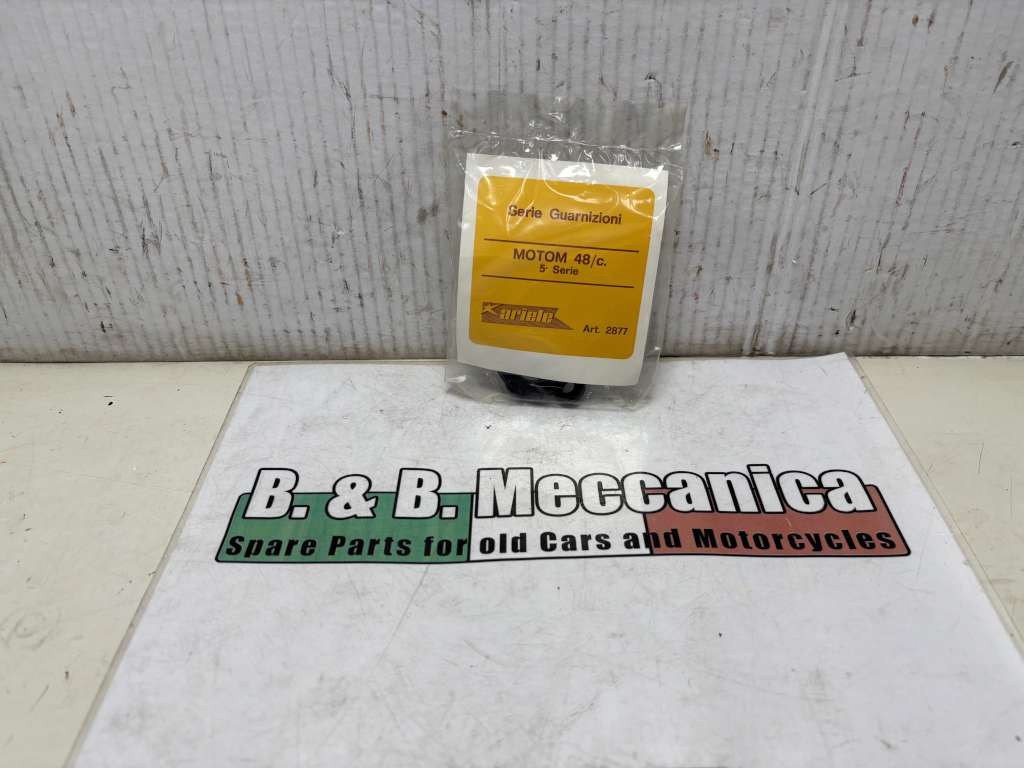 Serie Guarnizioni
MOTOM 48/c.
5ª Serie
ariete
Art. 2877
B. & B. Meccanica
Spare Parts for old Cars and Motorcycles